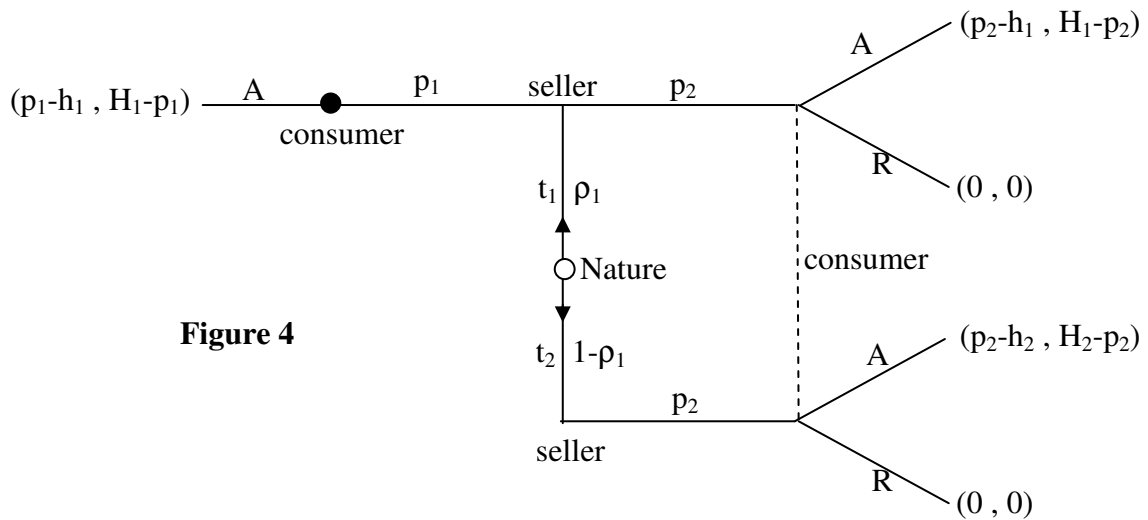 (p₂-h₁ , H₁-p₂)
A
(p₁-h₁ , H₁-p₁) A p₁ seller p₂
consumer
R
(0 , 0)
t₁ ρ₁
Nature
consumer
Figure 4
t₂ 1-ρ₁
(p₂-h₂ , H₂-p₂)
A
p₂
seller
R
(0 , 0)